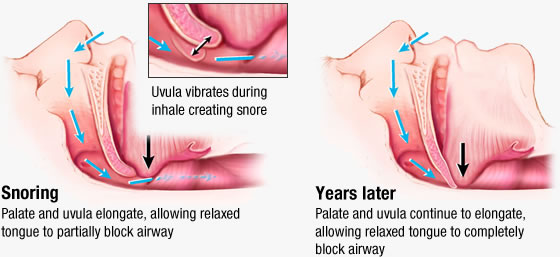 Uvula vibrates during
inhale creating snore
Snoring
Palate and uvula elongate, allowing relaxed
tongue to partially block airway
Years later
Palate and uvula continue to elongate,
allowing relaxed tongue to completely
block airway